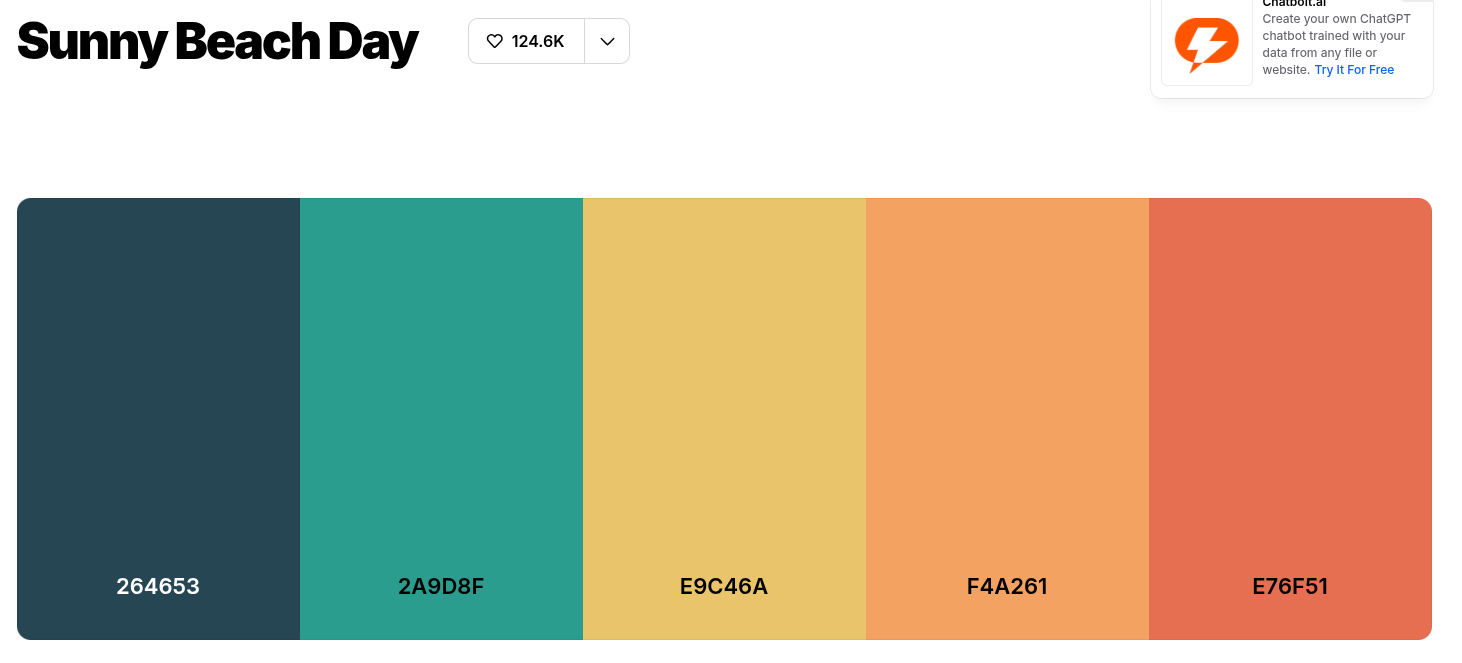 Sunny Beach Day
124.6K
Chatbolt.ai
Create your own ChatGPT
chatbot trained with your
data from any file or
website. Try It For Free
264653
2A9D8F
E9C46A
F4A261
E76F51